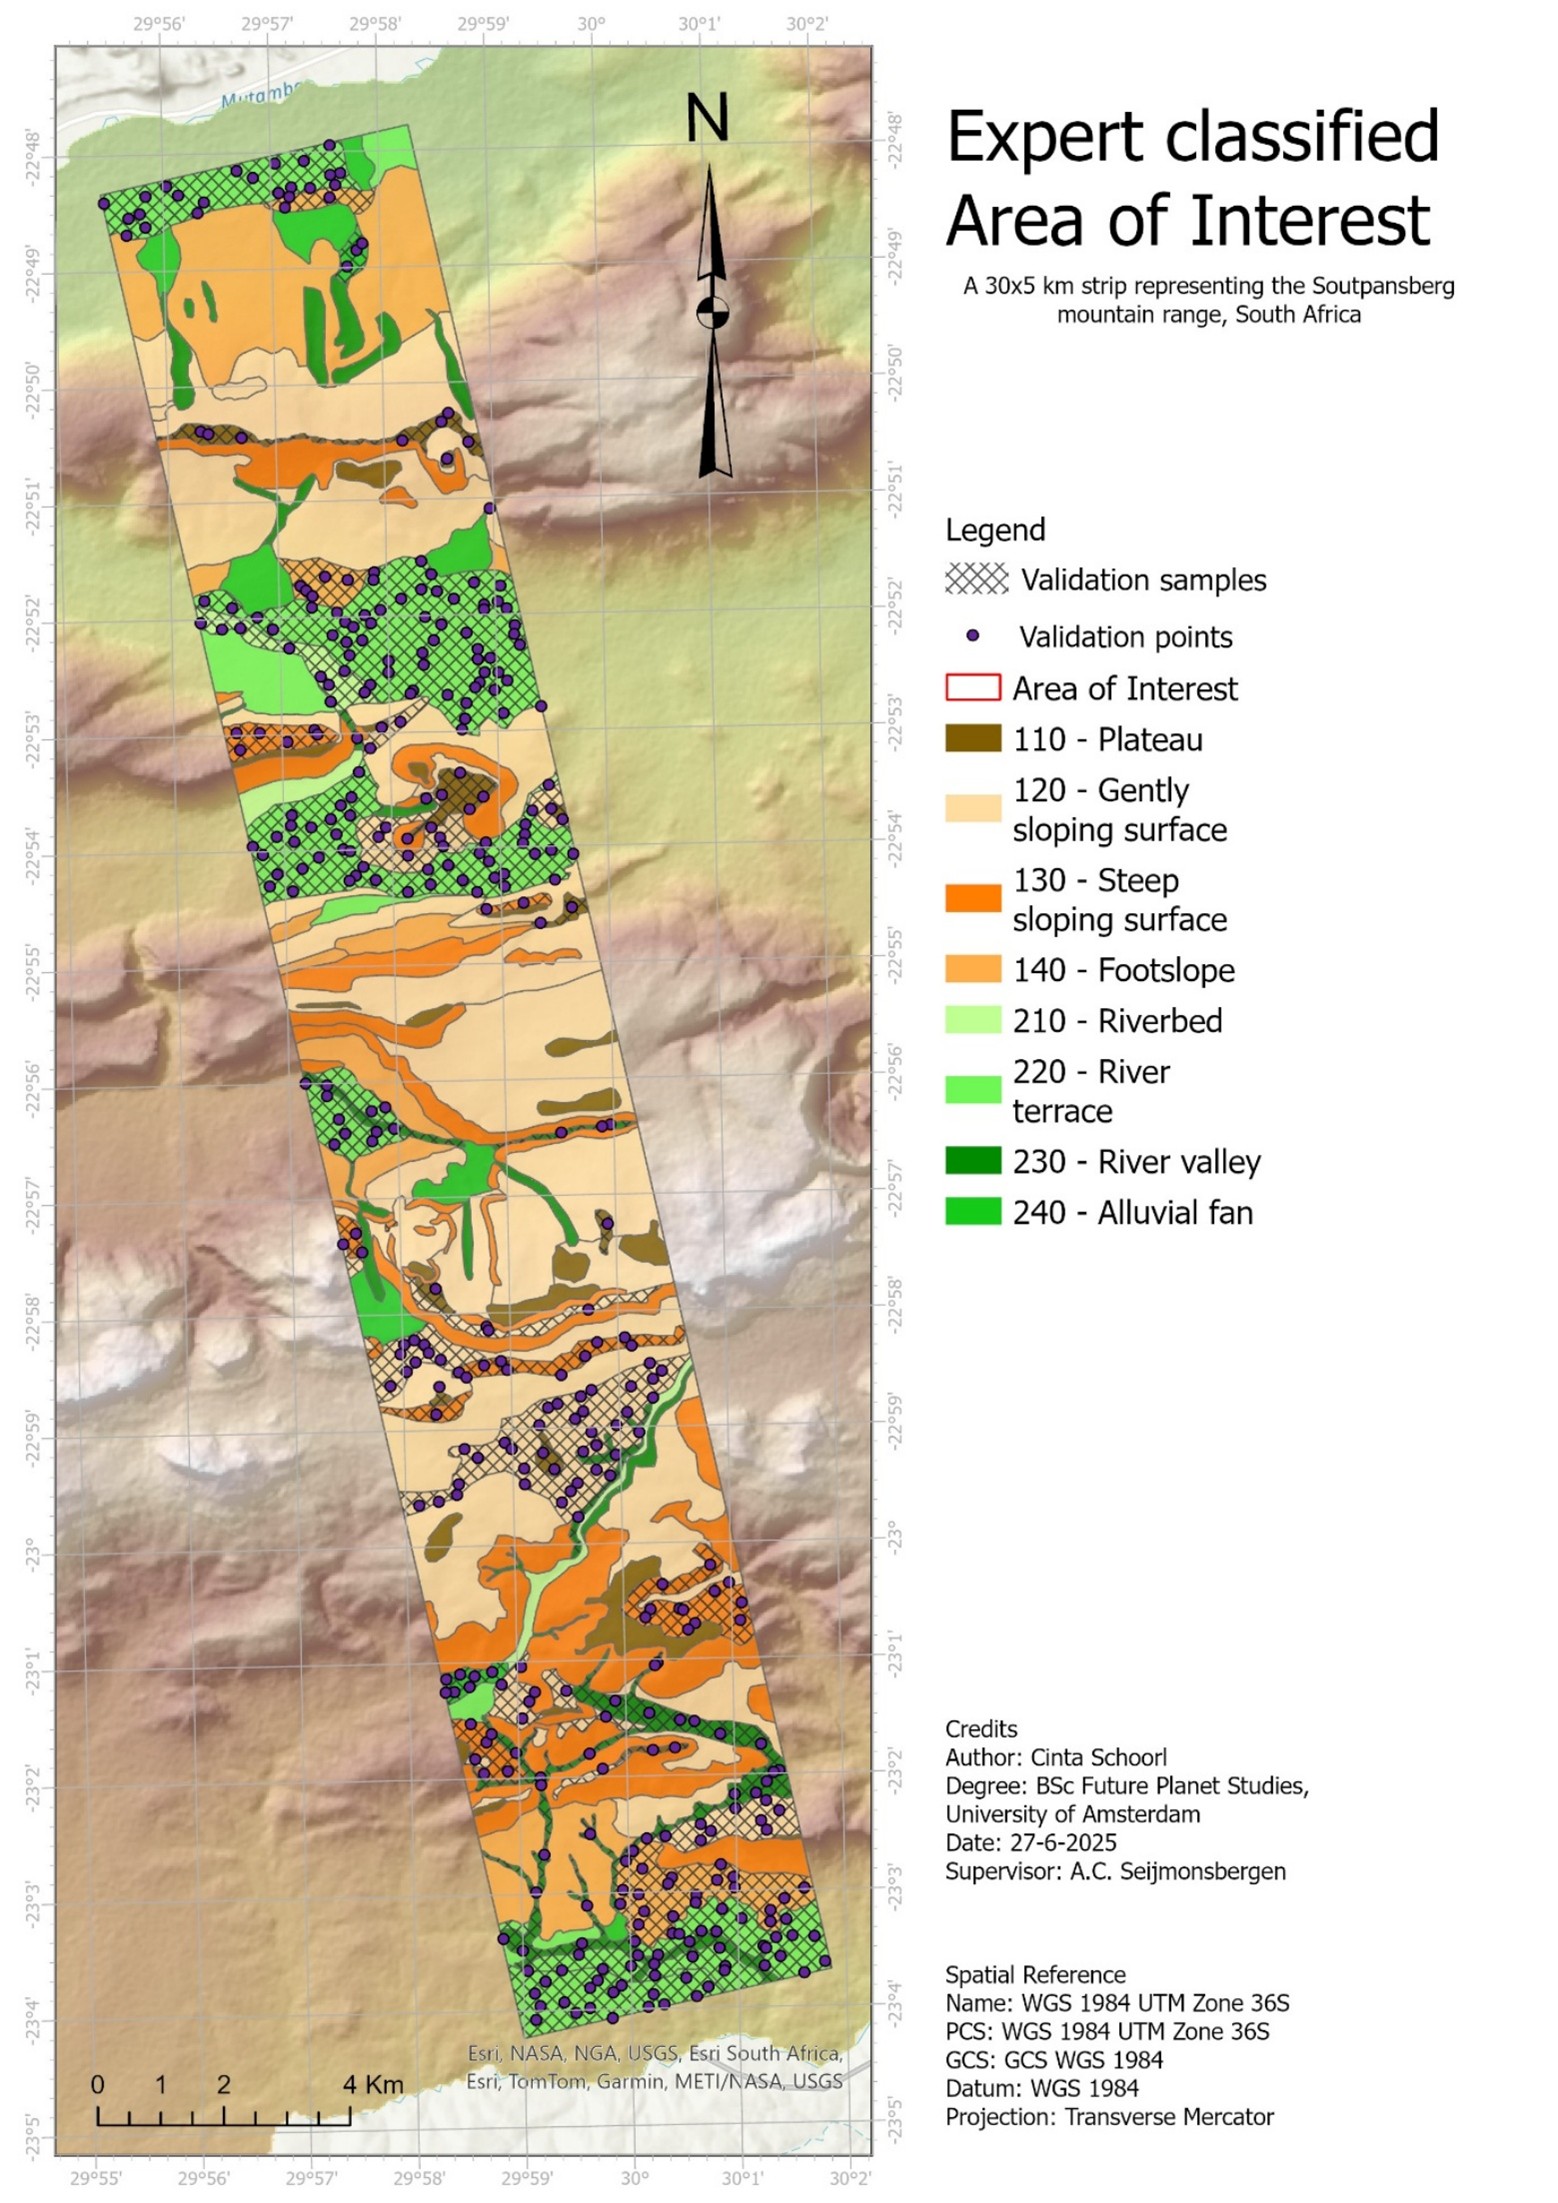 29°56' 29°57' 29°58' 29°59' 30° 30°1' 30°2'
N
-22°48' -22°48'
-22°49' -22°49'
-22°50' -22°50'
-22°51' -22°51'
-22°52' -22°52'
-22°53' -22°53'
-22°54' -22°54'
-22°55' -22°55'
-22°56' -22°56'
-22°57' -22°57'
-22°58' -22°58'
-22°59' -22°59'
-23° -23°
-23°1' -23°1'
-23°2' -23°2'
-23°3' -23°3'
-23°4' -23°4'
-23°5' -23°5'
Esri, NASA, NGA, USGS, Esri South Africa,
Esri, TomTom, Garmin, METI/NASA, USGS
0 1 2 4 Km
29°55' 29°56' 29°57' 29°58' 29°59' 30° 30°1' 30°2'
Expert classified
Area of Interest
A 30x5 km strip representing the Soutpansberg
mountain range, South Africa
Legend
Validation samples
Validation points
Area of Interest
110 - Plateau
120 - Gently
sloping surface
130 - Steep
sloping surface
140 - Footslope
210 - Riverbed
220 - River
terrace
230 - River valley
240 - Alluvial fan
Credits
Author: Cinta Schoorl
Degree: BSc Future Planet Studies,
University of Amsterdam
Date: 27-6-2025
Supervisor: A.C. Seijmonsbergen
Spatial Reference
Name: WGS 1984 UTM Zone 36S
PCS: WGS 1984 UTM Zone 36S
GCS: GCS WGS 1984
Datum: WGS 1984
Projection: Transverse Mercator